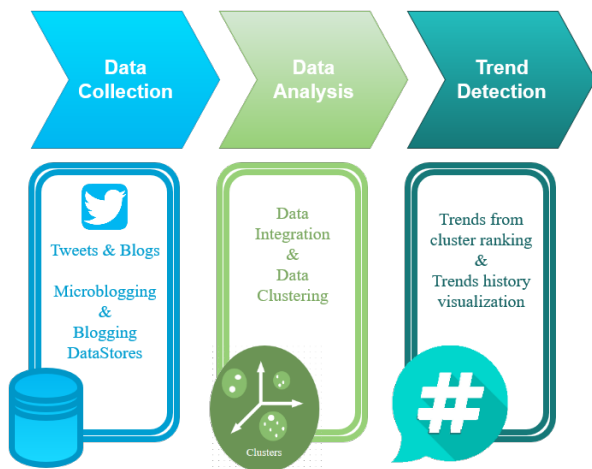 Data
Collection
Data
Analysis
Trend
Detection
Tweets & Blogs
Microblogging
&
Blogging
DataStores
Data
Integration
&
Data
Clustering
Clusters
Trends from
cluster ranking
&
Trends history
visualization
#